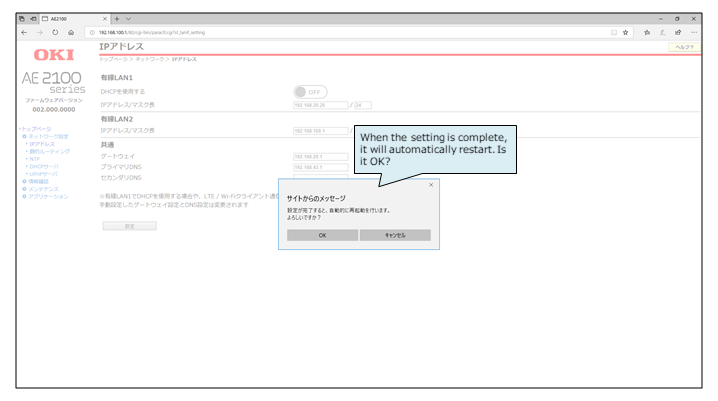 AE2100
192.168.100.1
OKI
AE 2100
series
ファームウェアバージョン
002.000.0000
トップページ
ネットワーク設定
IPアドレス
静的ルーティング
NTP
DHCPサーバ
UPnPサーバ
情報確認
メンテナンス
アプリケーション
IPアドレス
ヘルプ?
トップページ > ネットワーク > IPアドレス
有線LAN1
DHCPを使用する
OFF
IPアドレス/マスク長
192.168.20.26 / 24
有線LAN2
IPアドレス/マスク長
192.168.100.1
共通
ゲートウェイ
192.168.20.1
プライマリDNS
192.168.43.1
セカンダリDNS
※有線LAN1でDHCPを使用する場合や、LTE / Wi-Fiクライアント通信
手動設定したゲートウェイ設定とDNS設定は変更されます
設定
When the setting is complete,
it will automatically restart. Is
it OK?
サイトからのメッセージ
設定が完了すると、自動的に再起動を行います。
よろしいですか?
OK
キャンセル